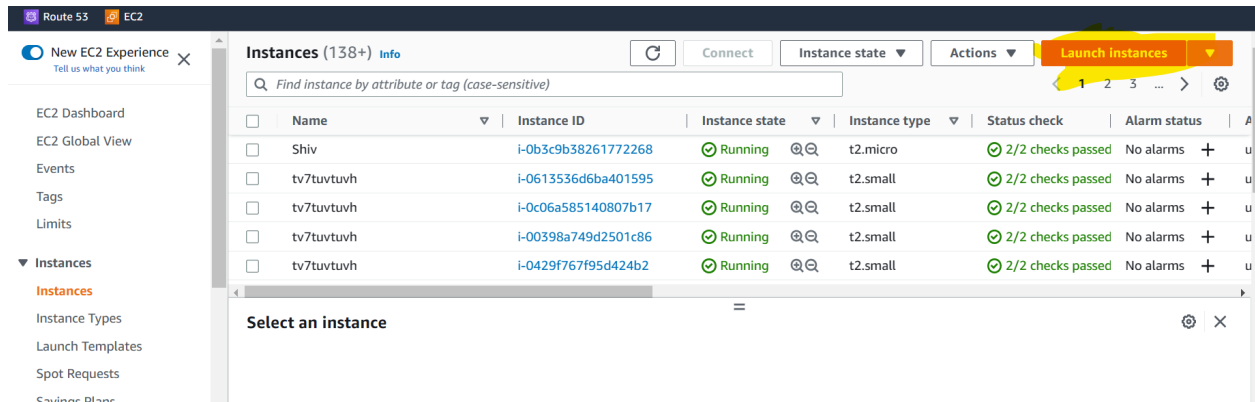 Route 53 EC2
New EC2 Experience
Tell us what you think
EC2 Dashboard
EC2 Global View
Events
Tags
Limits
Instances
Instances
Instance Types
Launch Templates
Spot Requests
Savings Plans
Instances (138+) Info
Connect Instance state Actions Launch instances
Find instance by attribute or tag (case-sensitive)
1 2 3 ...
Name Instance ID Instance state Instance type Status check Alarm status
Shiv i-0b3c9b38261772268 Running t2.micro 2/2 checks passed No alarms
tv7tuvtuvh i-0613536d6ba401595 Running t2.small 2/2 checks passed No alarms
tv7tuvtuvh i-0c06a585140807b17 Running t2.small 2/2 checks passed No alarms
tv7tuvtuvh i-00398a749d2501c86 Running t2.small 2/2 checks passed No alarms
tv7tuvtuvh i-0429f767f95d424b2 Running t2.small 2/2 checks passed No alarms
Select an instance